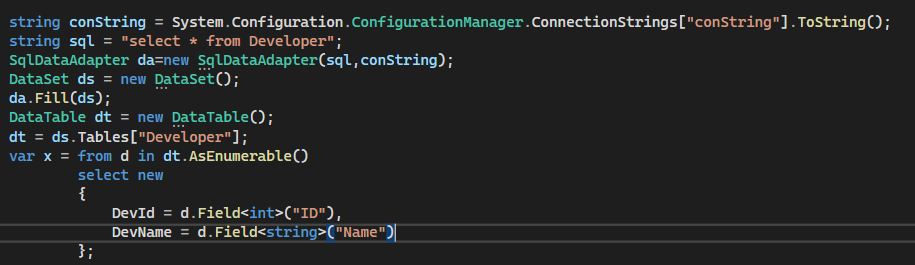 string conString = System.Configuration.ConfigurationManager.ConnectionStrings["conString"].ToString();
string sql = "select * from Developer";
SqlDataAdapter da=new SqlDataAdapter(sql,conString);
DataSet ds = new DataSet();
da.Fill(ds);
DataTable dt = new DataTable();
dt = ds.Tables["Developer"];
var x = from d in dt.AsEnumerable()
        select new
        {
            DevId = d.Field<int>("ID"),
            DevName = d.Field<string>("Name")
        };